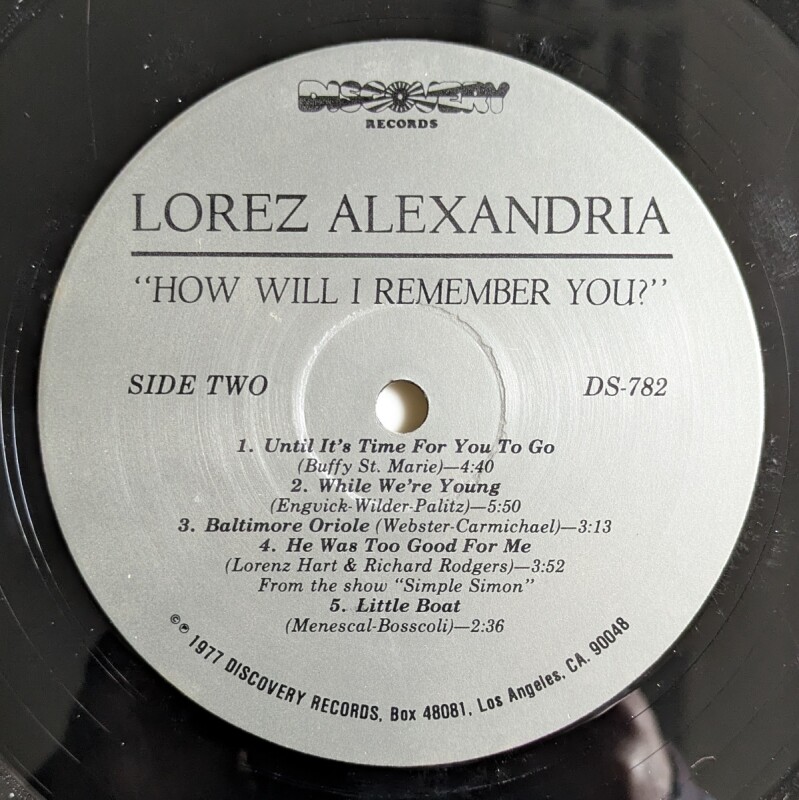 DISCOVERY
RECORDS
LOREZ ALEXANDRIA
"HOW WILL I REMEMBER YOU?"
SIDE TWO DS-782
1. Until It's Time For You To Go
(Buffy St. Marie)—4:40
2. While We're Young
(Engvick-Wilder-Palitz)—5:50
3. Baltimore Oriole (Webster-Carmichael)—3:13
4. He Was Too Good For Me
(Lorenz Hart & Richard Rodgers)—3:52
From the show "Simple Simon"
5. Little Boat
(Menescal-Bosscoli)—2:36
©℗ 1977 DISCOVERY RECORDS, Box 48081, Los Angeles, CA. 90048